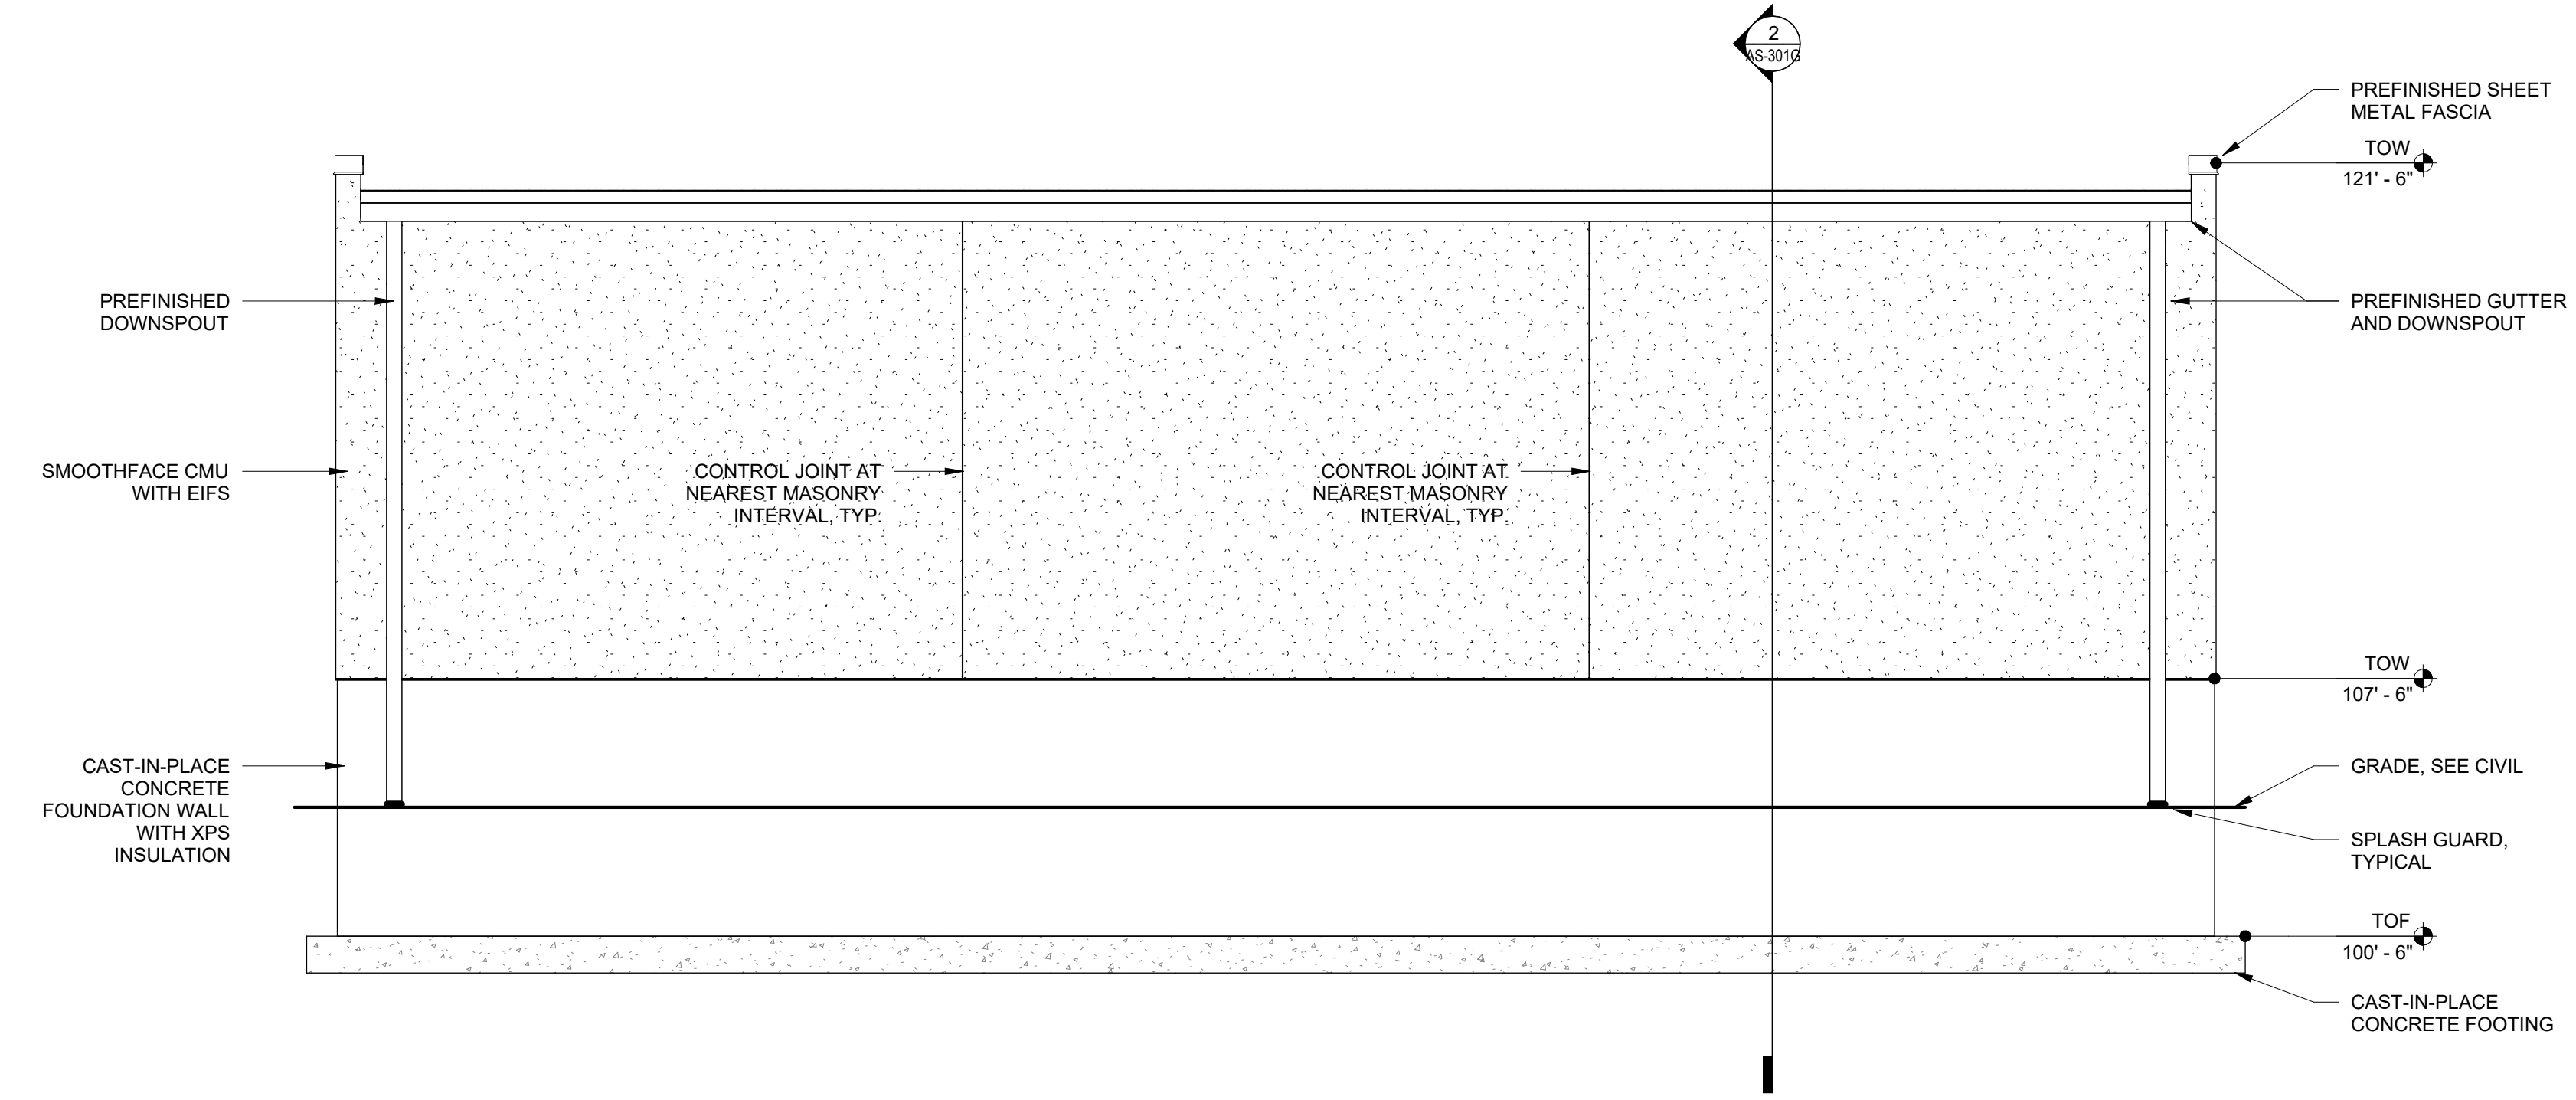 2
AS-301G
PREFINISHED SHEET
METAL FASCIA
TOW
121' - 6"
PREFINISHED
DOWNSPOUT
PREFINISHED GUTTER
AND DOWNSPOUT
SMOOTHFACE CMU
WITH EIFS
CONTROL JOINT AT
NEAREST MASONRY
INTERVAL, TYP.
CONTROL JOINT AT
NEAREST MASONRY
INTERVAL, TYP.
TOW
107' - 6"
CAST-IN-PLACE
CONCRETE
FOUNDATION WALL
WITH XPS
INSULATION
GRADE, SEE CIVIL
SPLASH GUARD,
TYPICAL
TOF
100' - 6"
CAST-IN-PLACE
CONCRETE FOOTING